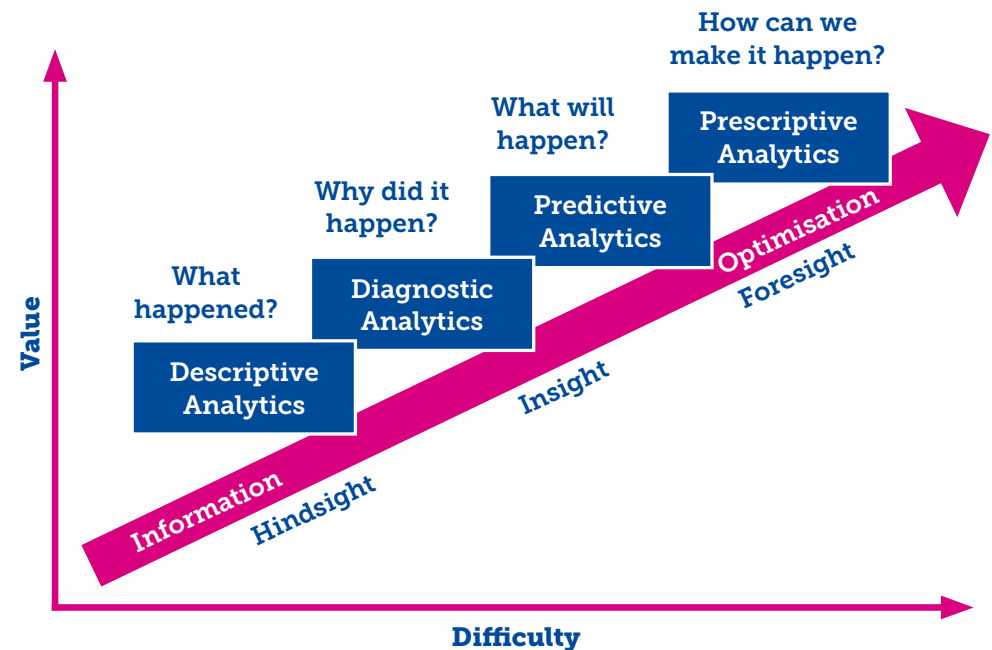 How can we
make it happen?
Prescriptive
Analytics
What will
happen?
Predictive
Analytics
Why did it
happen?
Diagnostic
Analytics
What
happened?
Descriptive
Analytics
Information
Optimisation
Hindsight
Insight
Foresight
Value
Difficulty